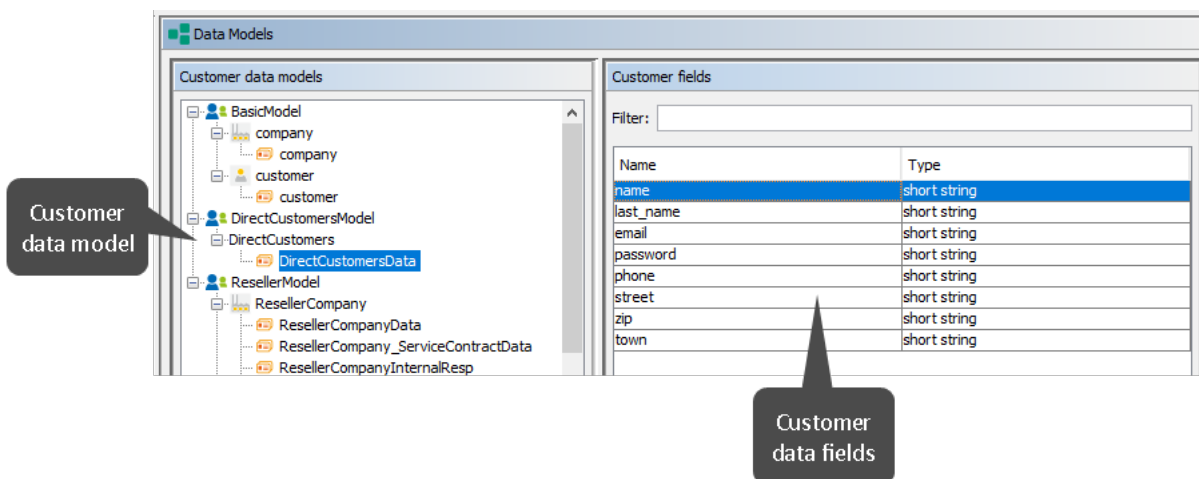 Data Models
Customer data models
BasicModel
company
company
customer
customer
DirectCustomersModel
DirectCustomers
DirectCustomersData
ResellerModel
ResellerCompany
ResellerCompanyData
ResellerCompany_ServiceContractData
ResellerCompanyInternalResp
Customer
data model
Customer fields
Filter:
Name Type
name short string
last_name short string
email short string
password short string
phone short string
street short string
zip short string
town short string
Customer
data fields